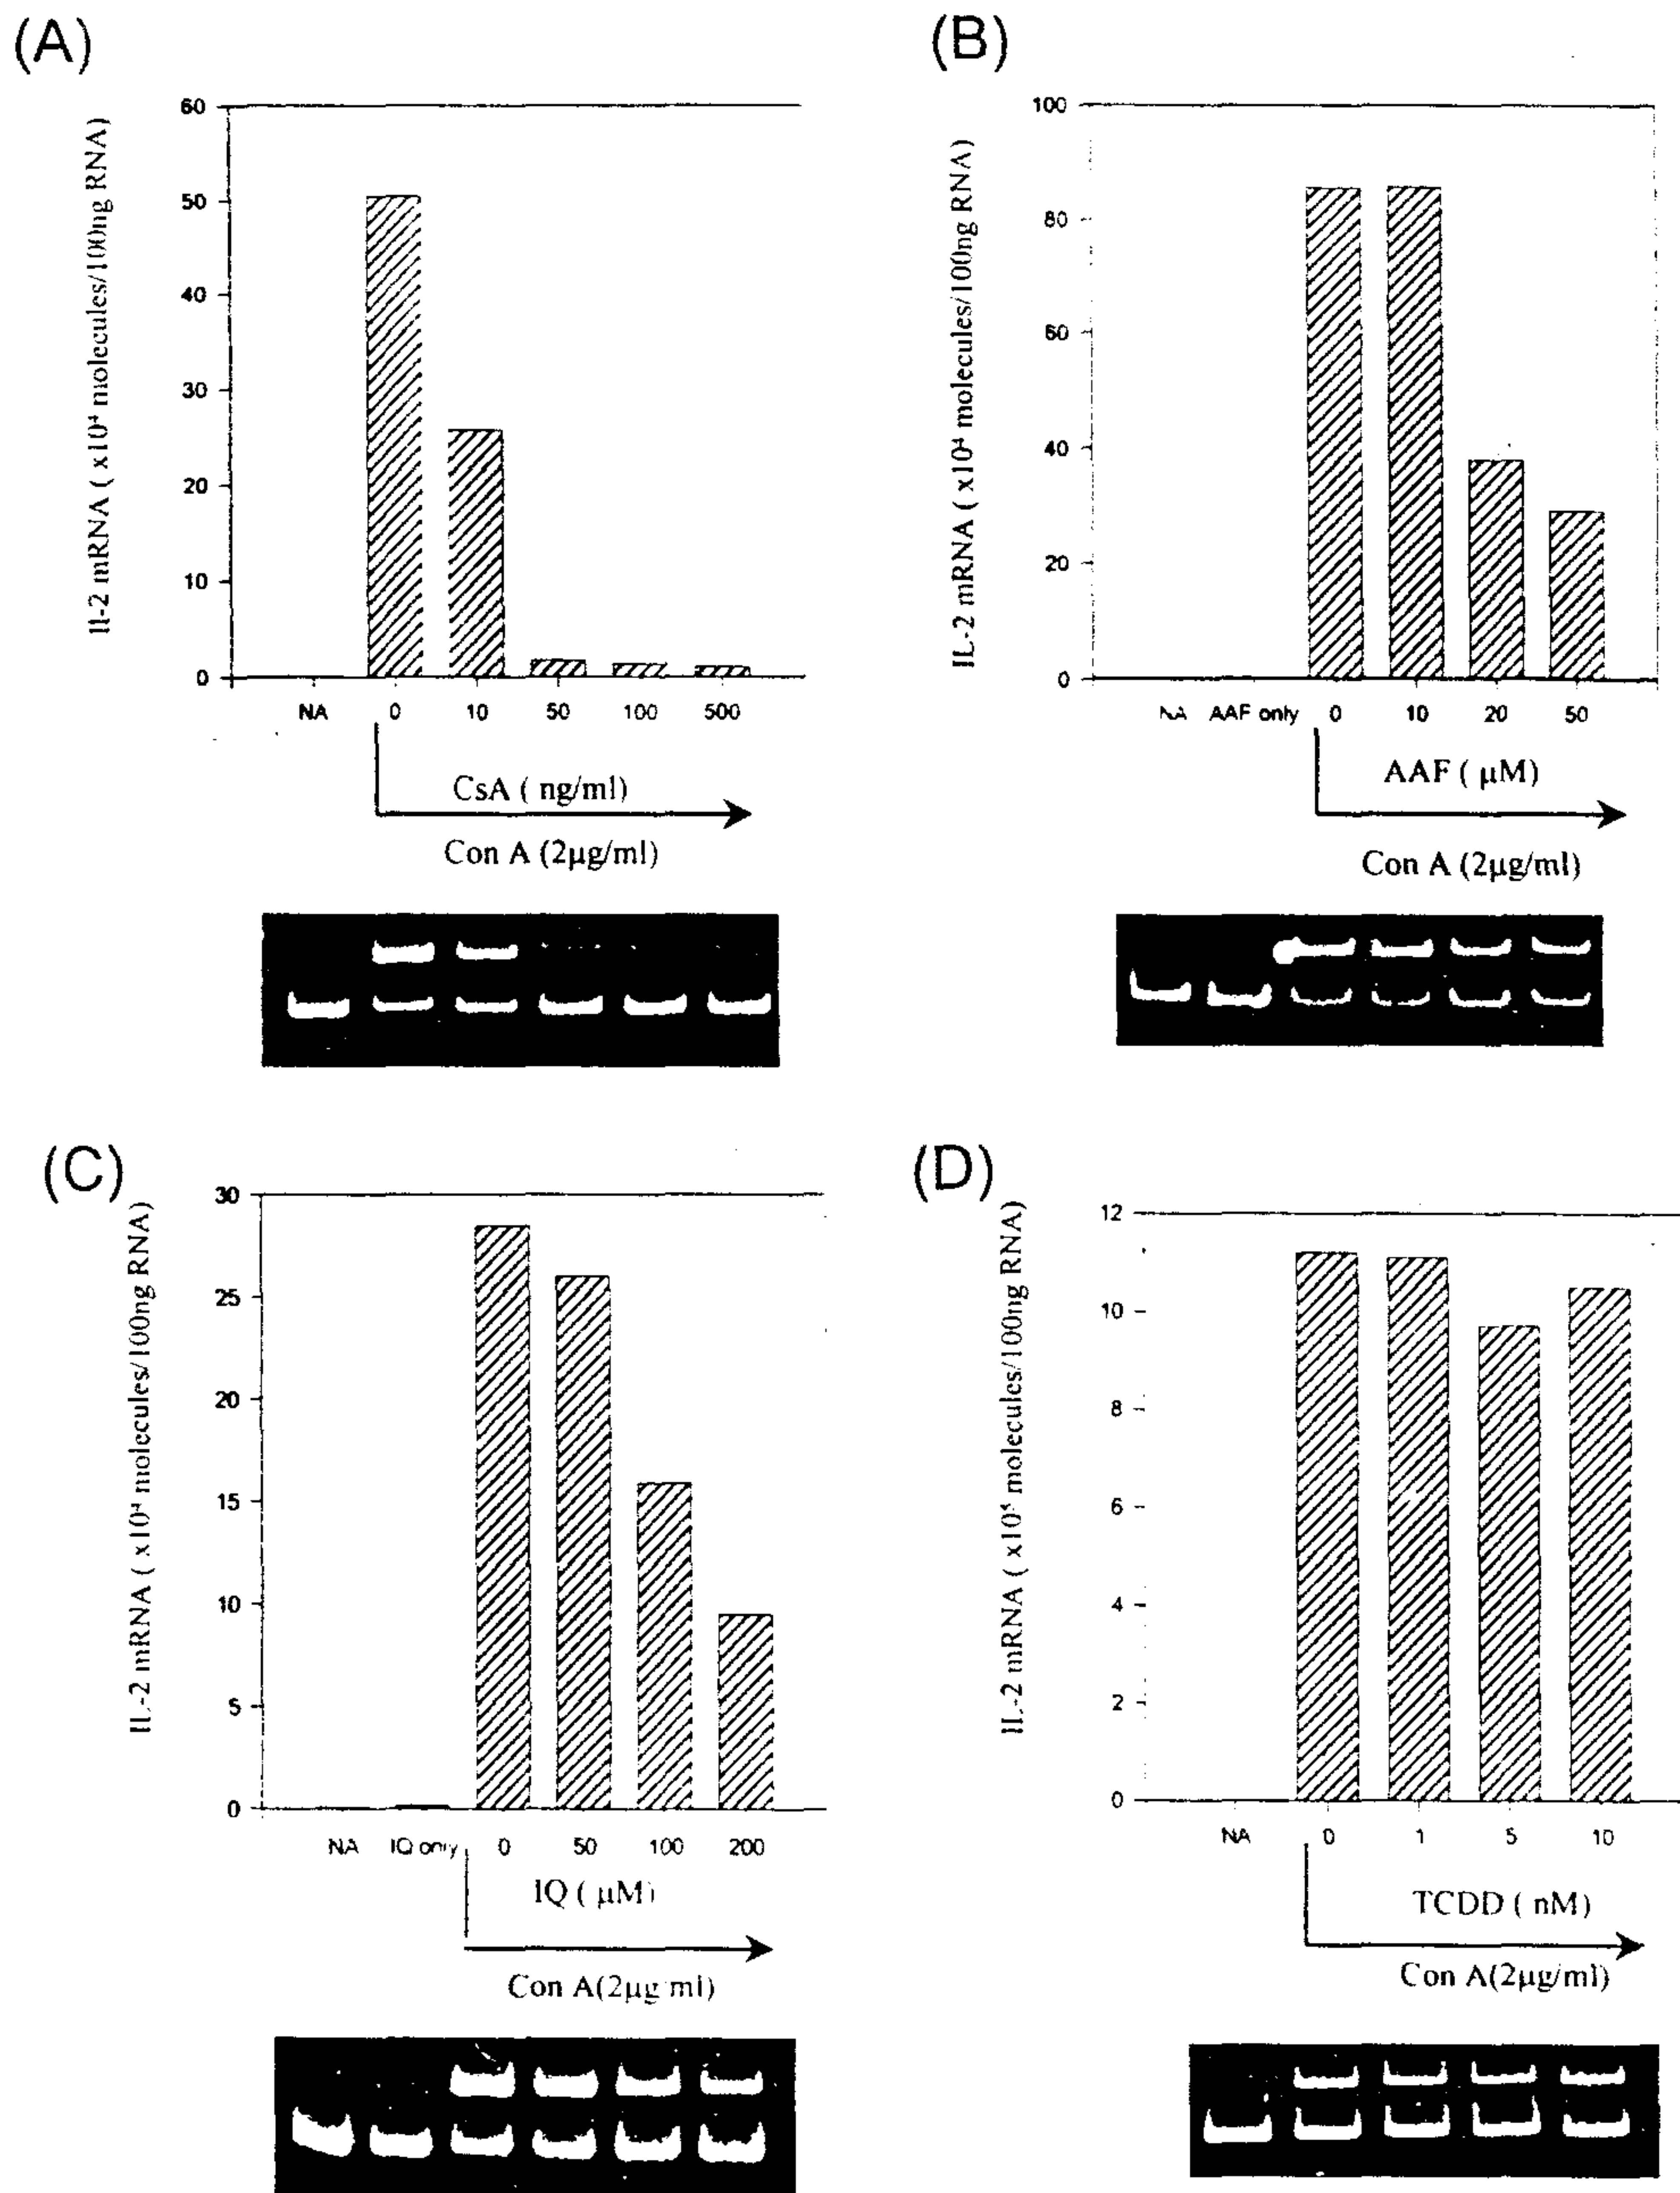 (A)
Il-2 mRNA ( x10⁴ molecules/100ng RNA)
60
50
40
30
20
10
0
NA 0 10 50 100 500
CsA ( ng/ml)
Con A (2μg/ml)
(B)
IL-2 mRNA ( x10⁴ molecules/100ng RNA)
100
80
60
40
20
0
NA AAF only 0 10 20 50
AAF ( μM)
Con A (2μg/ml)
(C)
IL-2 mRNA ( x10⁴ molecules/100ng RNA)
30
25
20
15
10
5
0
NA IQ only 0 50 100 200
IQ ( μM)
Con A(2μg ml)
(D)
IL-2 mRNA ( x10⁵ molecules/100ng RNA)
12
10
8
6
4
2
0
NA 0 1 5 10
TCDD ( nM)
Con A(2μg/ml)